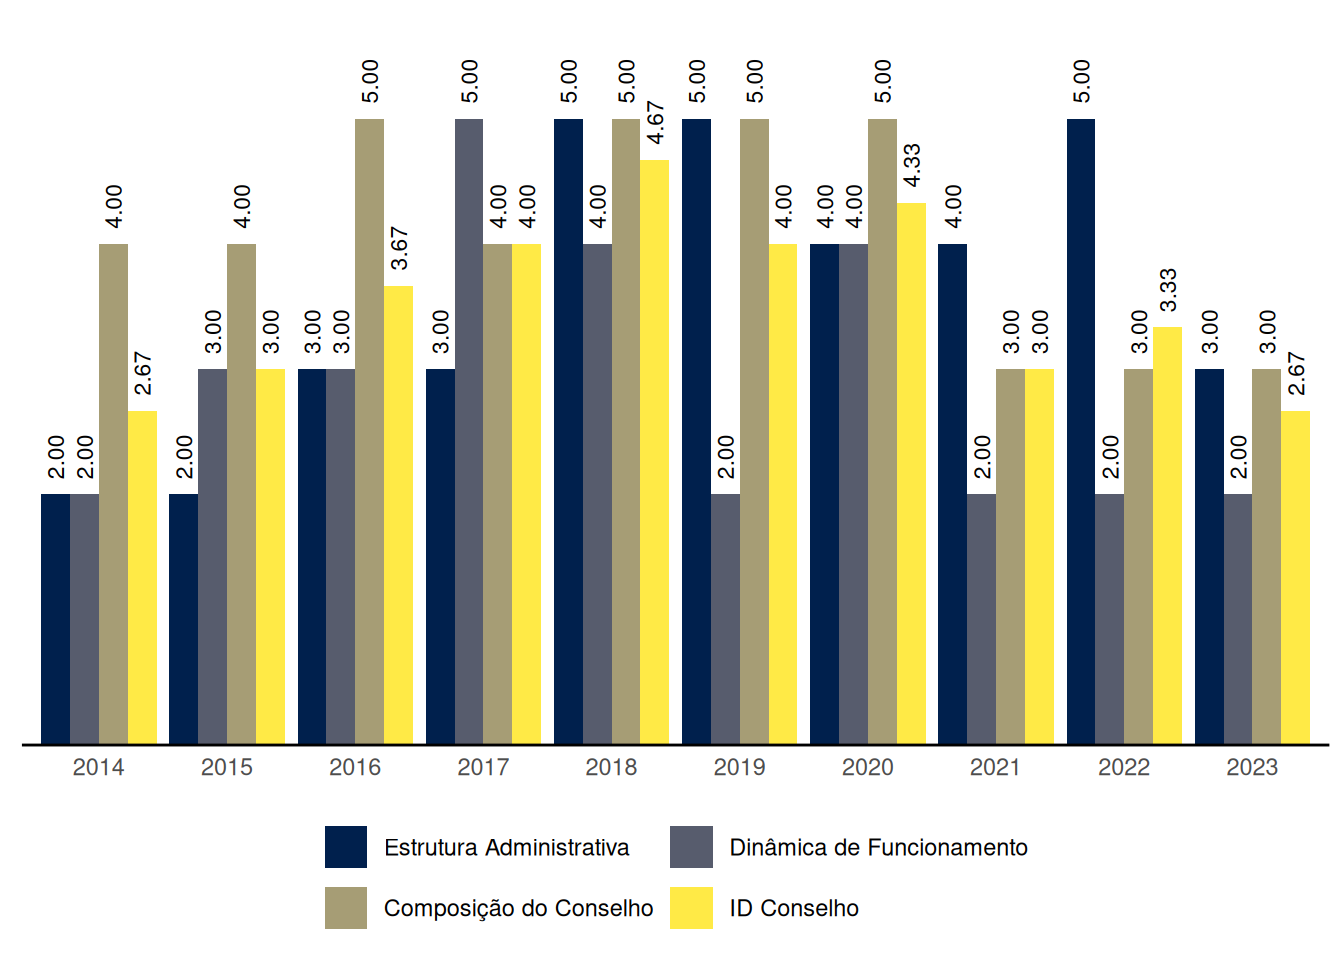 2.00 2.00 4.00 2.67 2.00 3.00 4.00 3.00 3.00 3.00 5.00 3.67 3.00 5.00 4.00 4.00 5.00 4.00 5.00 4.67 5.00 2.00 5.00 4.00 4.00 4.00 5.00 4.33 4.00 2.00 3.00 3.00 5.00 2.00 3.00 3.33 3.00 2.00 3.00 2.67
2014 2015 2016 2017 2018 2019 2020 2021 2022 2023
Estrutura Administrativa Dinâmica de Funcionamento
Composição do Conselho ID Conselho